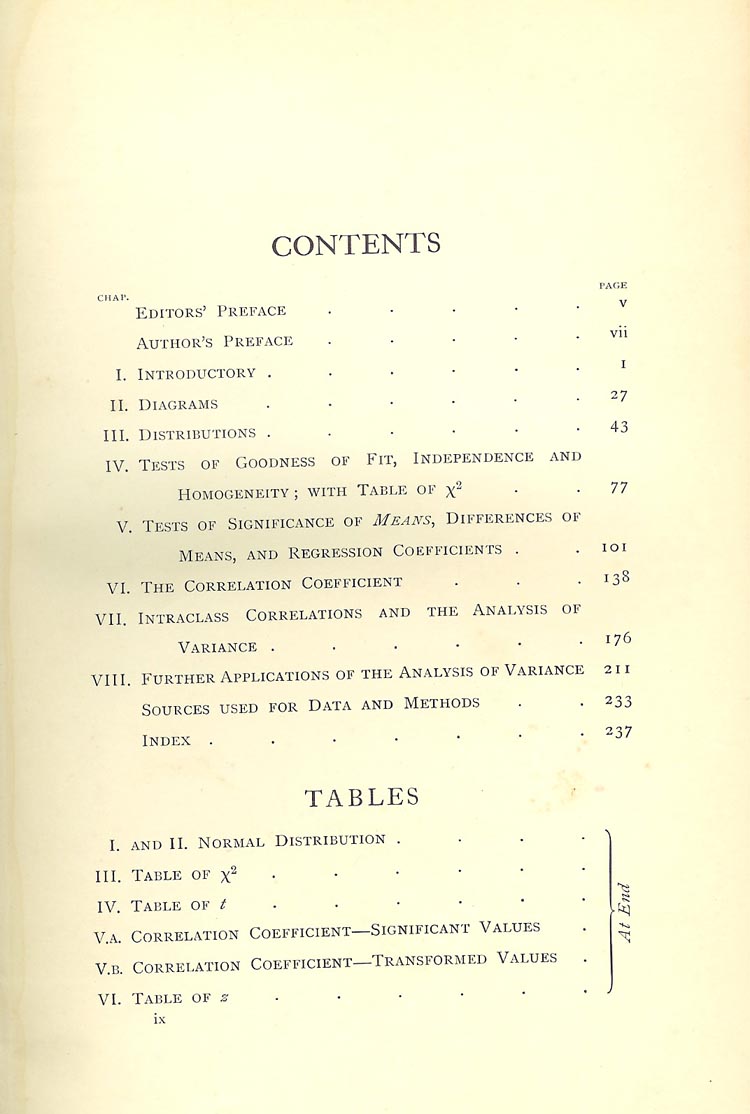 CONTENTS
CHAP. PAGE
EDITORS' PREFACE . . . . . v
AUTHOR'S PREFACE . . . . . vii
I. INTRODUCTORY . . . . . . 1
II. DIAGRAMS . . . . . . 27
III. DISTRIBUTIONS . . . . . . 43
IV. TESTS OF GOODNESS OF FIT, INDEPENDENCE AND
HOMOGENEITY; WITH TABLE OF χ² . . 77
V. TESTS OF SIGNIFICANCE OF MEANS, DIFFERENCES OF
MEANS, AND REGRESSION COEFFICIENTS . . 101
VI. THE CORRELATION COEFFICIENT . . . 138
VII. INTRACLASS CORRELATIONS AND THE ANALYSIS OF
VARIANCE . . . . . . 176
VIII. FURTHER APPLICATIONS OF THE ANALYSIS OF VARIANCE 211
SOURCES USED FOR DATA AND METHODS . . 233
INDEX . . . . . . . 237
TABLES
I. AND II. NORMAL DISTRIBUTION . . . .
III. TABLE OF χ² . . . . . .
IV. TABLE OF t . . . . . .
V.A. CORRELATION COEFFICIENT—SIGNIFICANT VALUES .
V.B. CORRELATION COEFFICIENT—TRANSFORMED VALUES .
VI. TABLE OF z . . . . . .
At End
ix